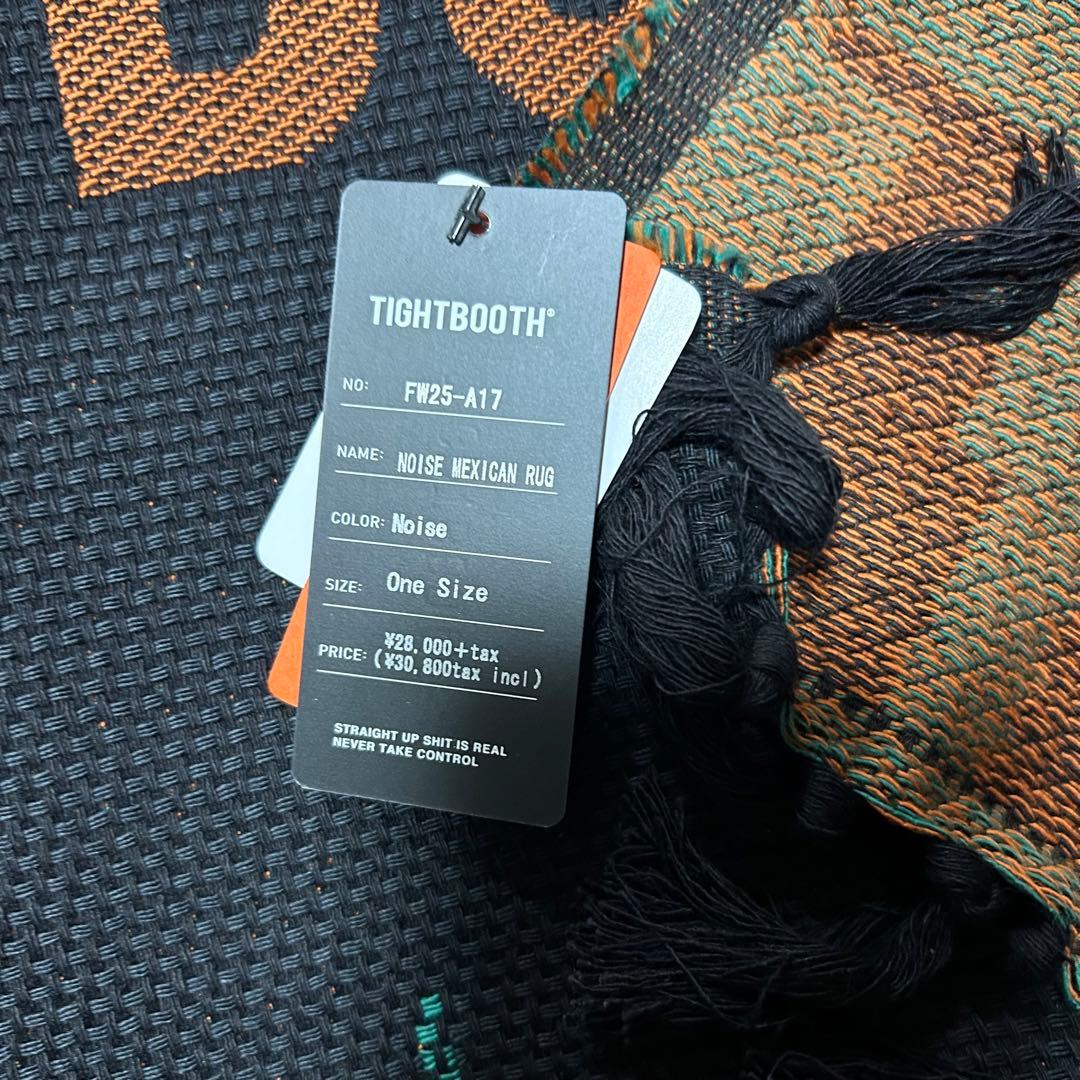 TIGHTBOOTH®
NO: FW25-A17
NAME: NOISE MEXICAN RUG
COLOR: Noise
SIZE: One Size
PRICE: ¥28,000+tax
(¥30,800tax incl)
STRAIGHT UP SHIT IS REAL
NEVER TAKE CONTROL